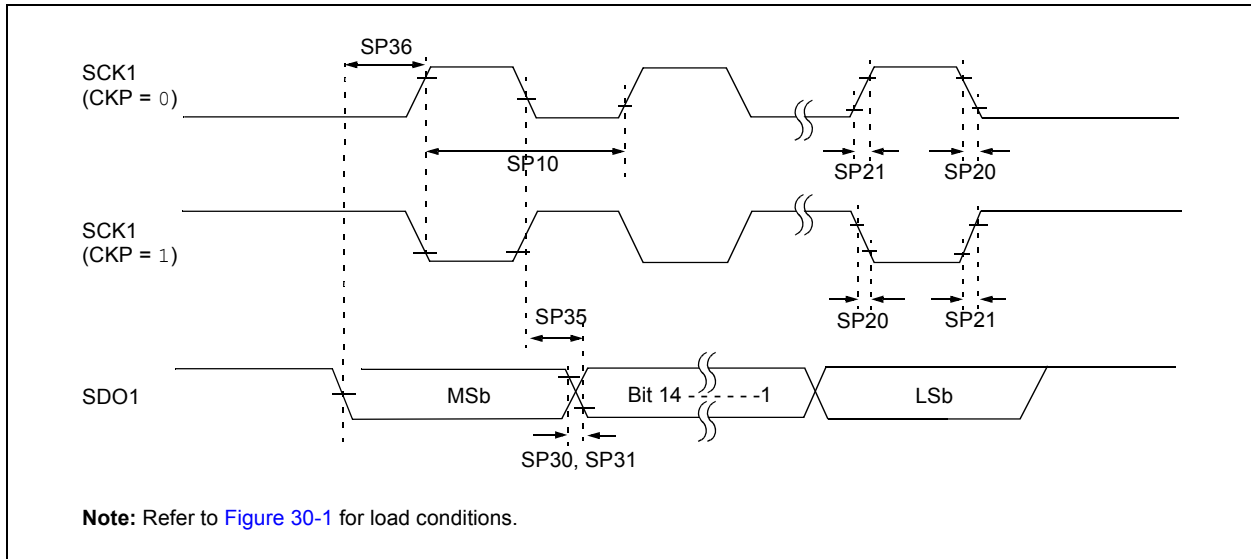 SP36
SCK1
(CKP = 0)
SP10
SP21
SP20
SCK1
(CKP = 1)
SP35
SP20
SP21
SDO1
MSb
Bit 14 - - - - - -1
LSb
SP30, SP31
Note: Refer to Figure 30-1 for load conditions.